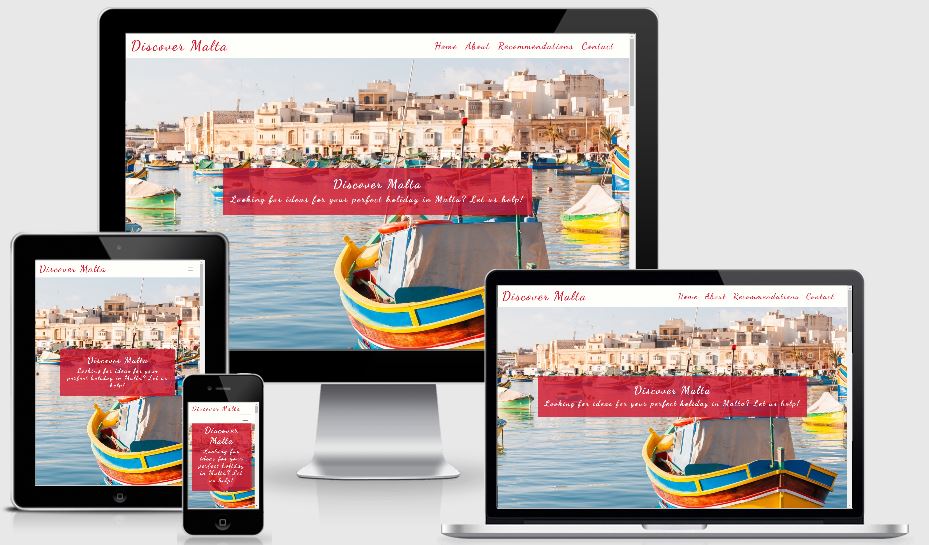 Discover Malta
Home About Recommendations Contact
Discover Malta
Looking for ideas for your perfect holiday in Malta? Let us help!
Discover Malta
Discover Malta
Looking for ideas for your
perfect holiday in Malta? Let us
help!
Discover Malta
Discover
Malta
Looking for
ideas for your
perfect holiday
in Malta? Let
us help!
Discover Malta
Home About Recommendations Contact
Discover Malta
Looking for ideas for your perfect holiday in Malta? Let us help!